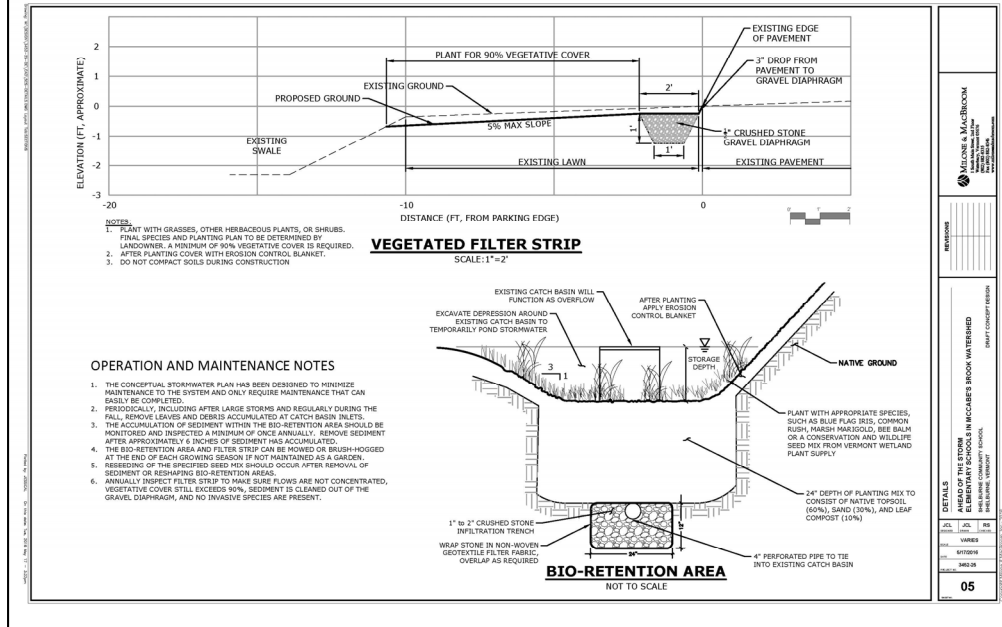 EXISTING EDGE
OF PAVEMENT
PLANT FOR 90% VEGETATIVE COVER
3" DROP FROM
PAVEMENT TO
GRAVEL DIAPHRAGM
EXISTING GROUND
PROPOSED GROUND
2'
5% MAX SLOPE
1'
1'
CRUSHED STONE
GRAVEL DIAPHRAGM
EXISTING
SWALE
EXISTING LAWN
EXISTING PAVEMENT
ELEVATION (FT, APPROXIMATE)
2
1
0
-1
-2
-3
-20
-10
0
DISTANCE (FT, FROM PARKING EDGE)
0 1' 2
NOTES.
1. PLANT WITH GRASSES, OTHER HERBACEOUS PLANTS, OR SHRUBS.
FINAL SPECIES AND PLANTING PLAN TO BE DETERMINED BY
LANDOWNER. A MINIMUM OF 90% VEGETATIVE COVER IS REQUIRED.
2. AFTER PLANTING COVER WITH EROSION CONTROL BLANKET.
3. DO NOT COMPACT SOILS DURING CONSTRUCTION
VEGETATED FILTER STRIP
SCALE:1"=2'
OPERATION AND MAINTENANCE NOTES
1. THE CONCEPTUAL STORMWATER PLAN HAS BEEN DESIGNED TO MINIMIZE
MAINTENANCE TO THE SYSTEM AND ONLY REQUIRE MAINTENANCE THAT CAN
EASILY BE COMPLETED.
2. PERIODICALLY, INCLUDING AFTER LARGE STORMS AND REGULARLY DURING THE
FALL, REMOVE LEAVES AND DEBRIS ACCUMULATED AT CATCH BASIN INLETS.
3. THE ACCUMULATION OF SEDIMENT WITHIN THE BIO-RETENTION AREA SHOULD BE
MONITORED AND INSPECTED A MINIMUM OF ONCE ANNUALLY. REMOVE SEDIMENT
AFTER APPROXIMATELY 6 INCHES OF SEDIMENT HAS ACCUMULATED.
4. THE BIO-RETENTION AREA AND FILTER STRIP CAN BE MOWED OR BRUSH-HOGGED
AT THE END OF EACH GROWING SEASON IF NOT MAINTAINED AS A GARDEN.
5. RESEEDING OF THE SPECIFIED SEED MIX SHOULD OCCUR AFTER REMOVAL OF
SEDIMENT OR RESHAPING BIO-RETENTION AREAS.
6. ANNUALLY INSPECT FILTER STRIP TO MAKE SURE FLOWS ARE NOT CONCENTRATED,
VEGETATIVE COVER STILL EXCEEDS 90%, SEDIMENT IS CLEANED OUT OF THE
GRAVEL DIAPHRAGM, AND NO INVASIVE SPECIES ARE PRESENT.
EXISTING CATCH BASIN WILL
FUNCTION AS OVERFLOW
AFTER PLANTING
APPLY EROSION
CONTROL BLANKET
EXCAVATE DEPRESSION AROUND
EXISTING CATCH BASIN TO
TEMPORARILY POND STORMWATER
3
1
STORAGE
DEPTH
NATIVE GROUND
PLANT WITH APPROPRIATE SPECIES,
SUCH AS BLUE FLAG IRIS, COMMON
RUSH, MARSH MARIGOLD, BEE BALM
OR A CONSERVATION AND WILDLIFE
SEED MIX FROM VERMONT WETLAND
PLANT SUPPLY
24" DEPTH OF PLANTING MIX TO
CONSIST OF NATIVE TOPSOIL
(60%), SAND (30%), AND LEAF
COMPOST (10%)
1" to 2" CRUSHED STONE
INFILTRATION TRENCH
WRAP STONE IN NON-WOVEN
GEOTEXTILE FILTER FABRIC,
OVERLAP AS REQUIRED
12"
24"
4" PERFORATED PIPE TO TIE
INTO EXISTING CATCH BASIN
BIO-RETENTION AREA
NOT TO SCALE
MILONE & MACBROOM
REVISIONS
DETAILS
AHEAD OF THE STORM
ELEMENTARY SCHOOLS IN MCCABE'S BROOK WATERSHED
SHELBURNE COMMUNITY SCHOOL
SHELBURNE, VERMONT
DRAFT CONCEPT DESIGN
JCL JCL RS
VARIES
5/17/2016
3452-26
05